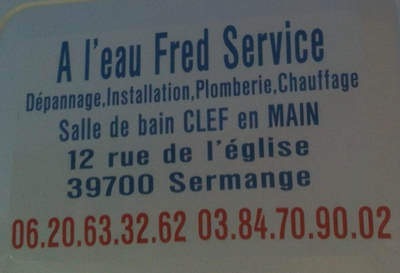 A l'eau Fred Service
Dépannage,Installation,Plomberie,Chauffage
Salle de bain CLEF en MAIN
12 rue de l'église
39700 Sermange
06.20.63.32.62 03.84.70.90.02